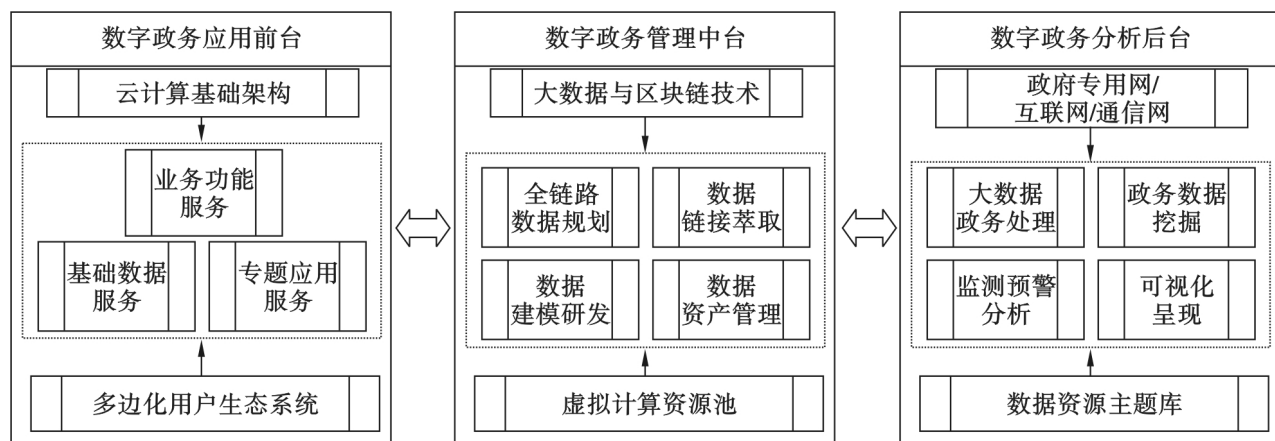 数字政务应用前台
云计算基础架构
业务功能
服务
基础数据
服务
专题应用
服务
多边化用户生态系统
数字政务管理中台
大数据与区块链技术
全链路
数据规划
数据
链接萃取
数据
建模研发
数据
资产管理
虚拟计算资源池
数字政务分析后台
政府专用网/
互联网/通信网
大数据
政务处理
政务数据
挖掘
监测预警
分析
可视化
呈现
数据资源主题库